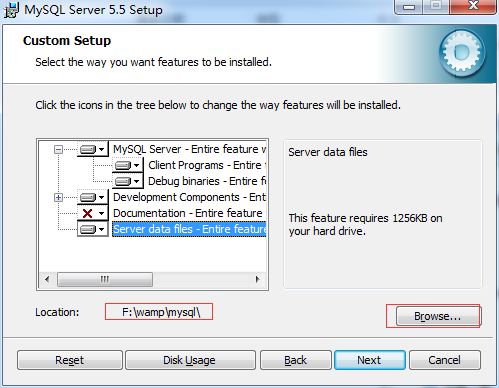 MySQL Server 5.5 Setup
Custom Setup
Select the way you want features to be installed.
Click the icons in the tree below to change the way features will be installed.
MySQL Server - Entire feature
Client Programs - Entire
Debug binaries - Entire
Development Components - Entire
Documentation - Entire feature
Server data files - Entire feature
Server data files
This feature requires 1256KB on
your hard drive.
Location:
F:\wamp\mysql\
Browse...
Reset
Disk Usage
Back
Next
Cancel